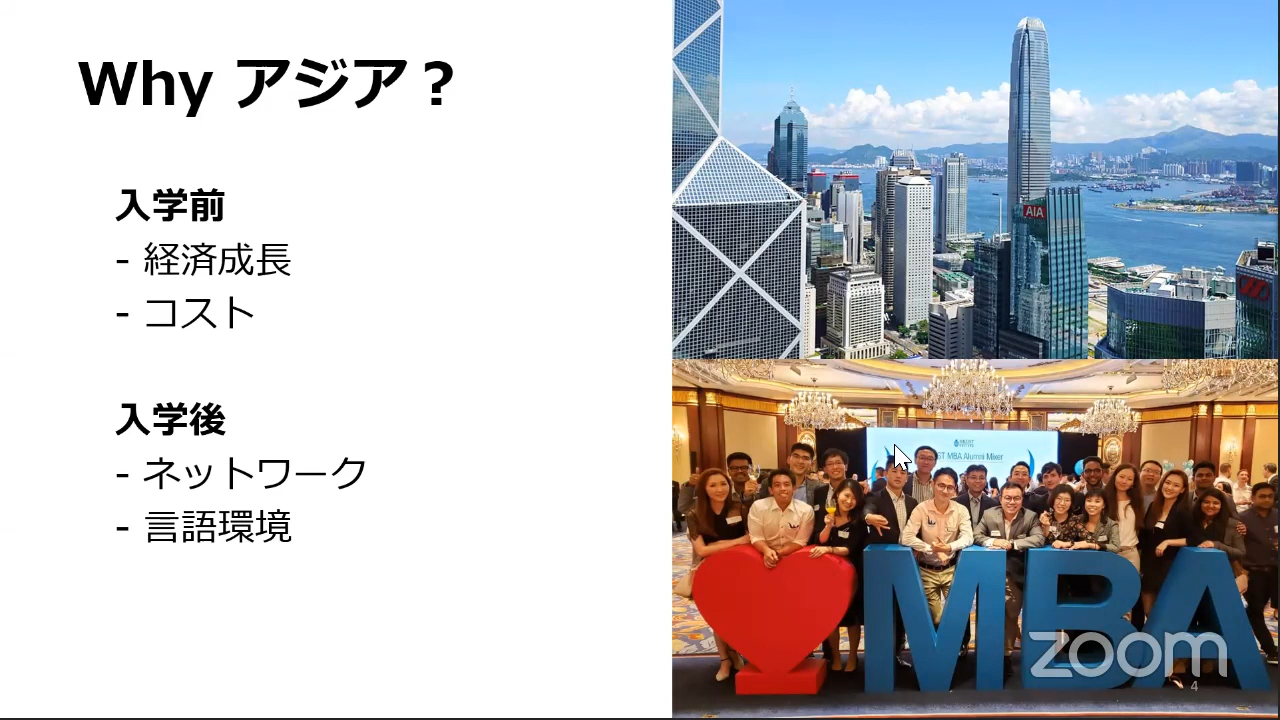 Why アジア？
入学前
- 経済成長
- コスト
入学後
- ネットワーク
- 言語環境
AIA
MBA Alumni Mixer
MBA
zoom
4